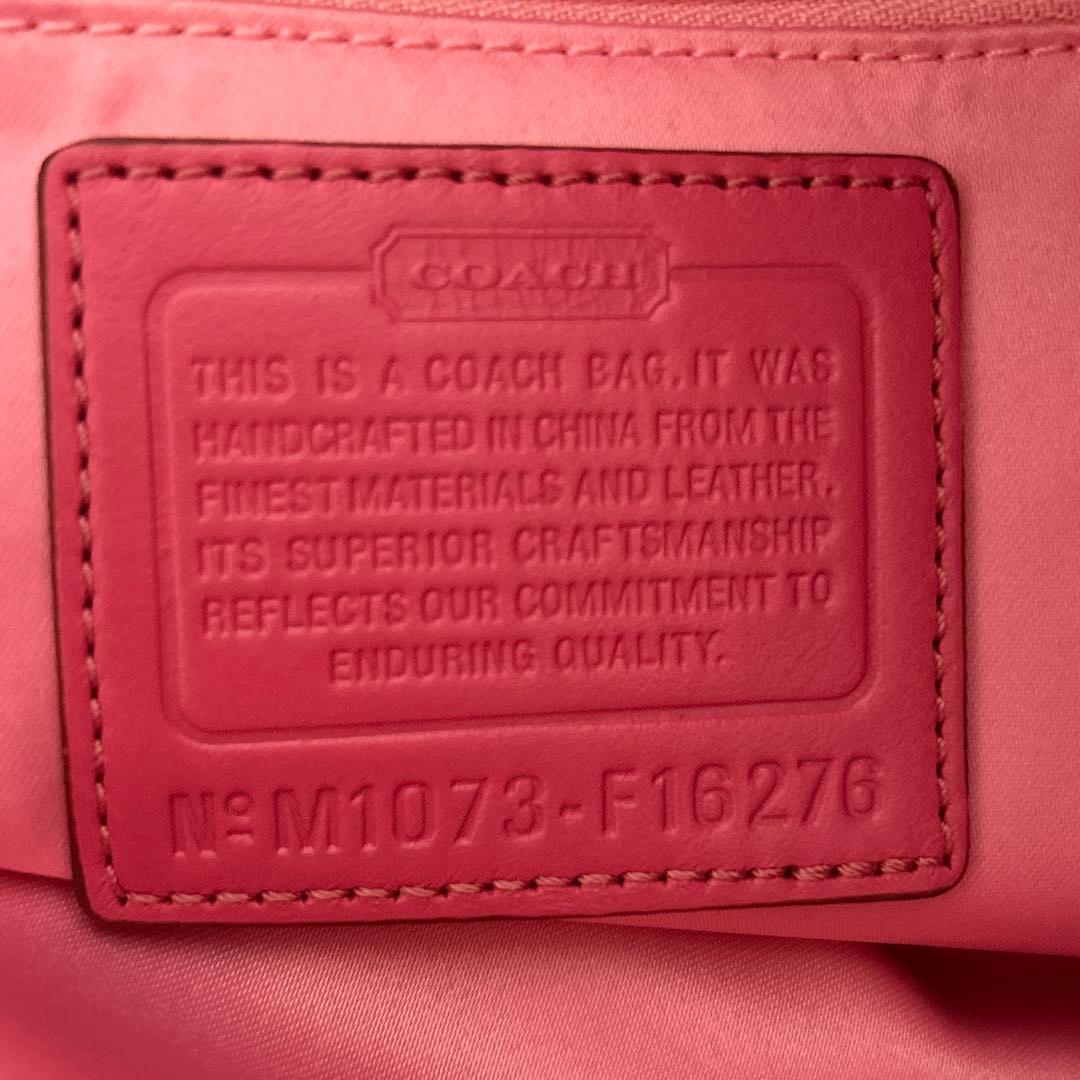 COACH
THIS IS A COACH BAG. IT WAS
HANDCRAFTED IN CHINA FROM THE
FINEST MATERIALS AND LEATHER.
ITS SUPERIOR CRAFTSMANSHIP
REFLECTS OUR COMMITMENT TO
ENDURING QUALITY.
Nº M1073-F16276